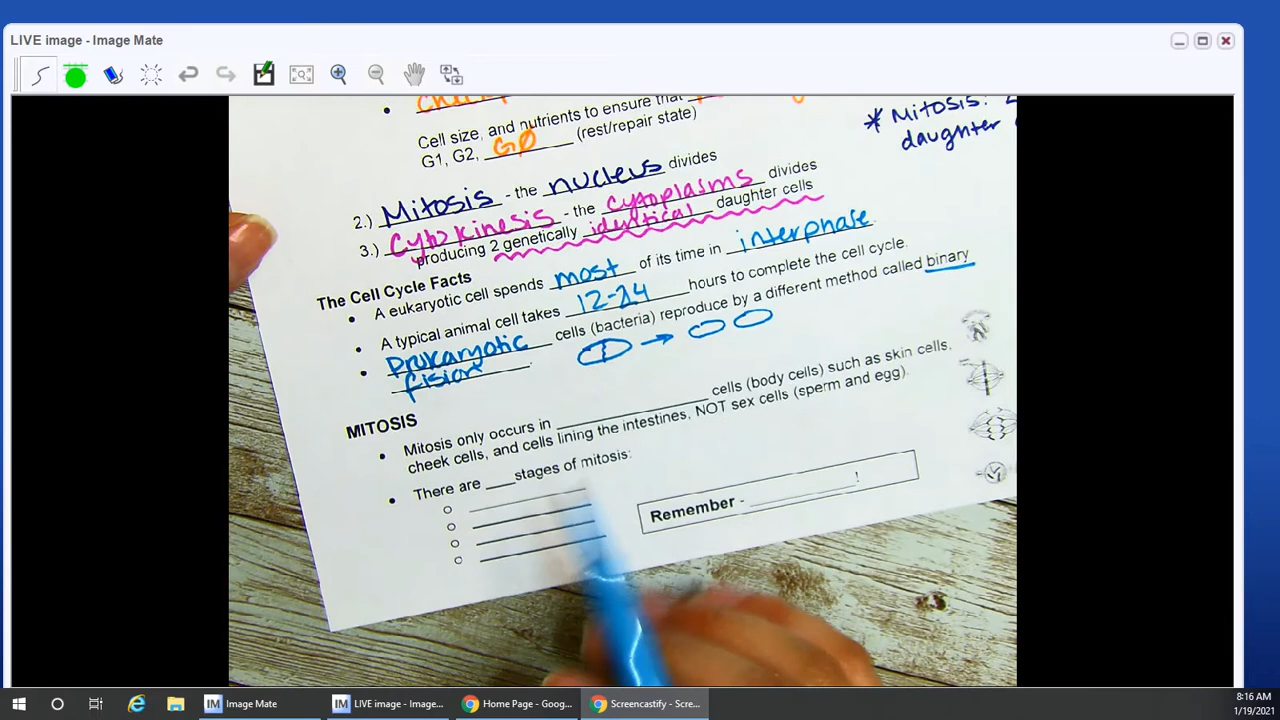 LIVE image - Image Mate
Cell size, and nutrients to ensure that
G1, G2, GØ (rest/repair state)
* Mitosis:
daughter
2.) Mitosis - the nucleus divides
3.) Cytokinesis - the cytoplasms divides
producing 2 genetically identical daughter cells
The Cell Cycle Facts
• A eukaryotic cell spends most of its time in interphase.
• A typical animal cell takes 12-24 hours to complete the cell cycle.
• Prokaryotic cells (bacteria) reproduce by a different method called binary
fision.
MITOSIS
• Mitosis only occurs in ____ cells (body cells) such as skin cells,
cheek cells, and cells lining the intestines, NOT sex cells (sperm and egg).
• There are ____ stages of mitosis:
Remember - ____!
Image Mate
LIVE image - Image...
Home Page - Goog...
Screencastify - Scre...
8:16 AM
1/19/2021